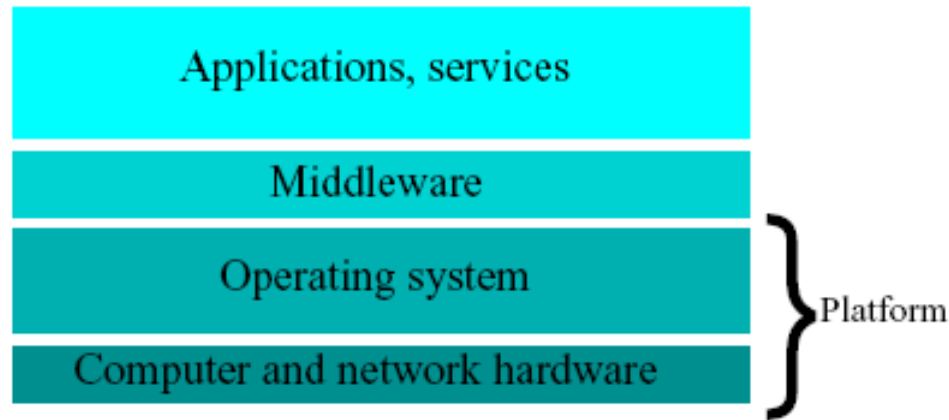 Applications, services
Middleware
Operating system
Platform
Computer and network hardware